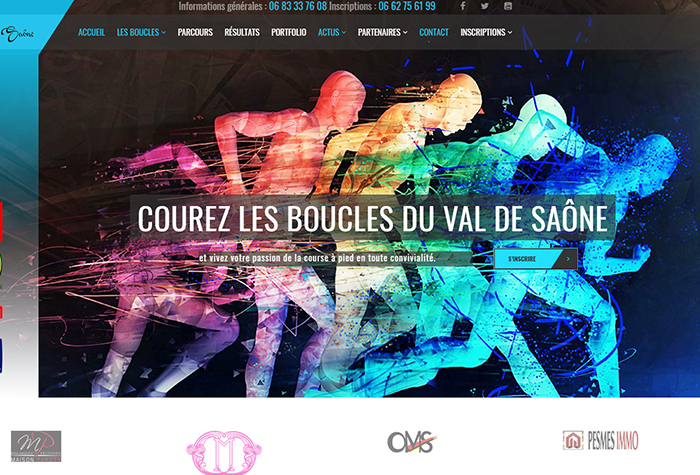 Informations générales : 06 83 33 76 08 Inscriptions : 06 62 75 61 99
Saône
ACCUEIL LES BOUCLES PARCOURS RÉSULTATS PORTFOLIO ACTUS PARTENAIRES CONTACT INSCRIPTIONS
COUREZ LES BOUCLES DU VAL DE SAÔNE
et vivez votre passion de la course à pied en toute convivialité.
S'INSCRIRE
MP
MAISON
M
OMS
PESMES IMMO